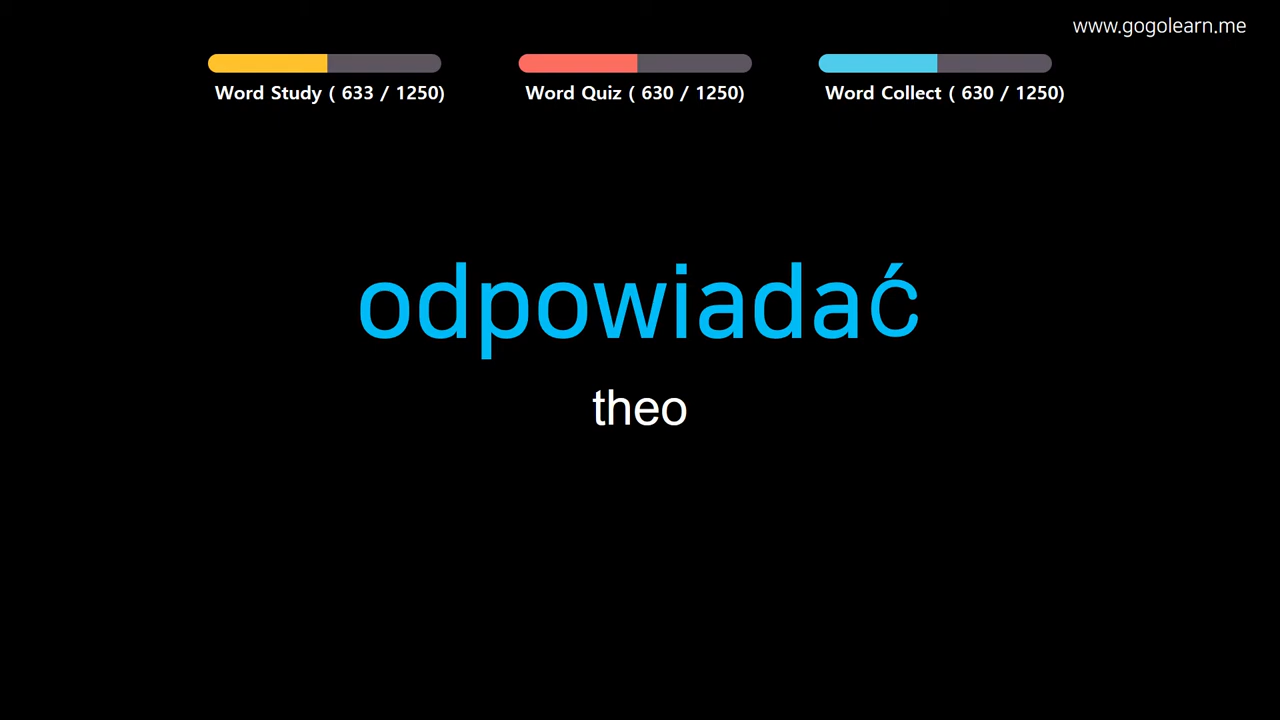 www.gogolearn.me
Word Study ( 633 / 1250)
Word Quiz ( 630 / 1250)
Word Collect ( 630 / 1250)
odpowiadać
theo